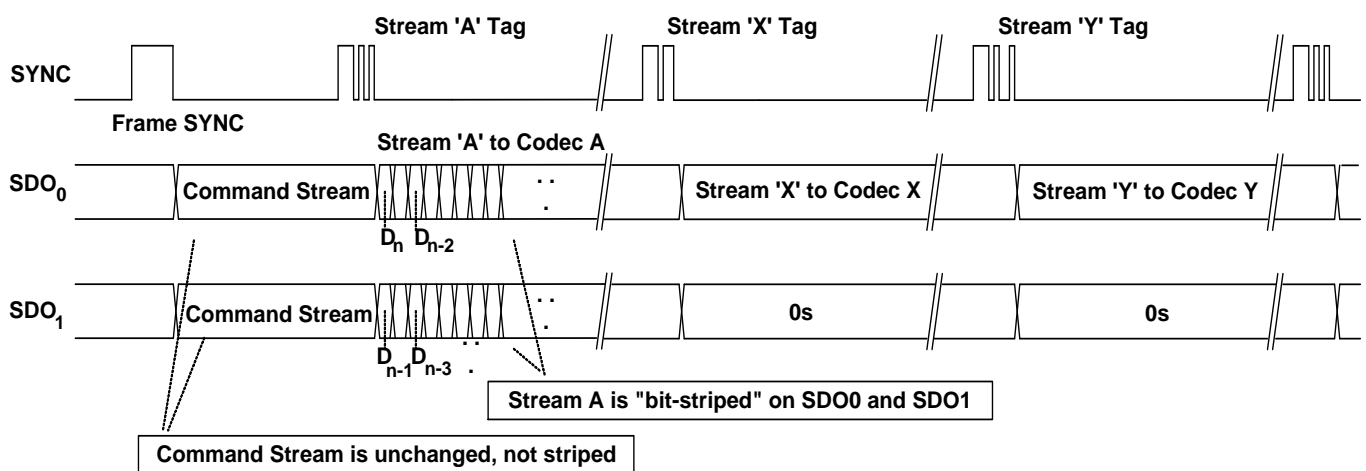 Stream 'A' Tag
Stream 'X' Tag
Stream 'Y' Tag
SYNC
Frame SYNC
Stream 'A' to Codec A
SDO0
Command Stream
. .
.
Stream 'X' to Codec X
Stream 'Y' to Codec Y
Dn
Dn-2
SDO1
Command Stream
. .
.
0s
0s
Dn-1
Dn-3
. .
.
Stream A is "bit-striped" on SDO0 and SDO1
Command Stream is unchanged, not striped